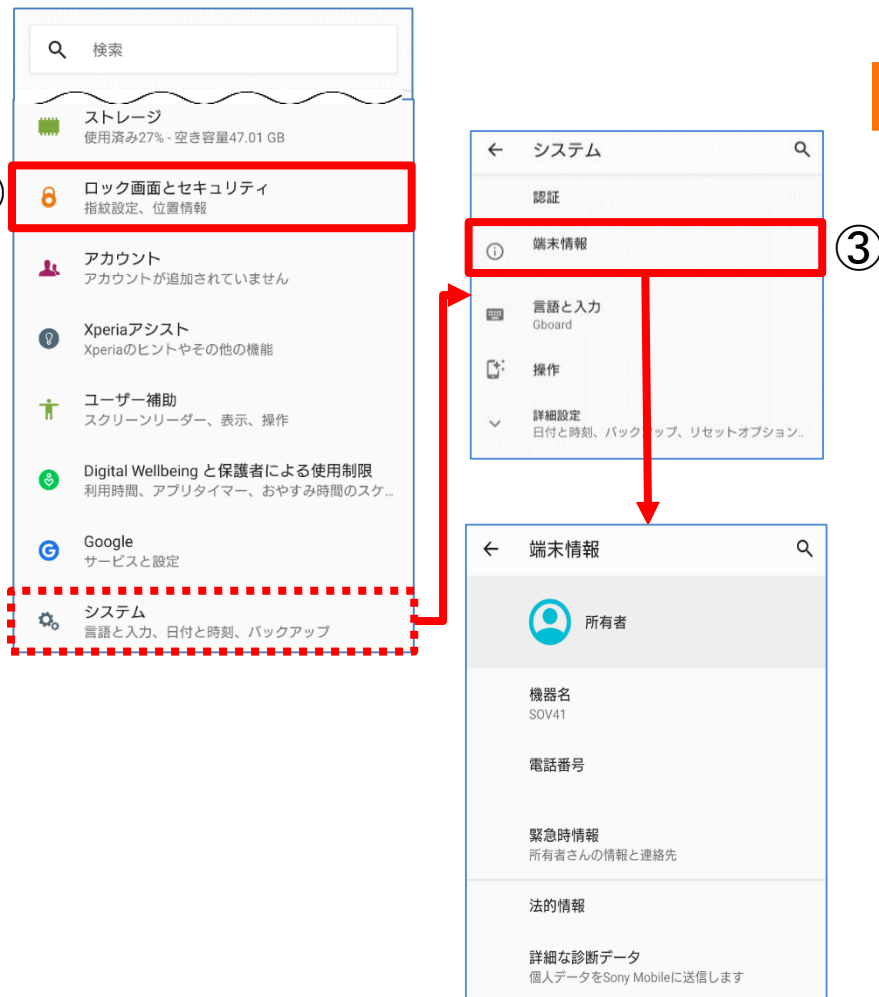 検索
ストレージ
使用済み27% - 空き容量47.01 GB
ロック画面とセキュリティ
指紋設定、位置情報
アカウント
アカウントが追加されていません
Xperiaアシスト
Xperiaのヒントやその他の機能
ユーザー補助
スクリーンリーダー、表示、操作
Digital Wellbeing と保護者による使用制限
利用時間、アプリタイマー、おやすみ時間のスケ...
Google
サービスと設定
システム
言語と入力、日付と時刻、バックアップ
システム
認証
端末情報
③
言語と入力
Gboard
操作
詳細設定
日付と時刻、バックアップ、リセットオプション..
端末情報
所有者
機器名
SOV41
電話番号
緊急時情報
所有者さんの情報と連絡先
法的情報
詳細な診断データ
個人データをSony Mobileに送信します